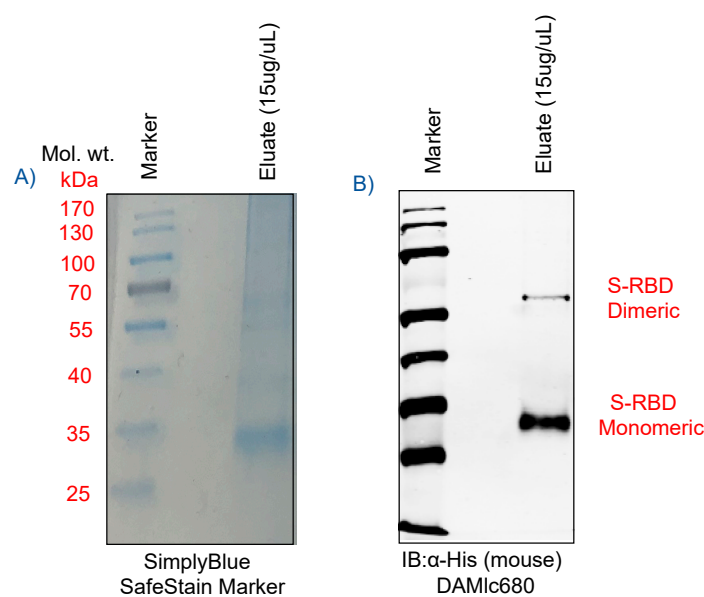 Mol. wt.
kDa
A)
Marker
Eluate (15ug/uL)
170
130
100
70
55
40
35
25
SimplyBlue
SafeStain Marker
B)
Marker
Eluate (15ug/uL)
S-RBD
Dimeric
S-RBD
Monomeric
IB:α-His (mouse)
DAMlc680